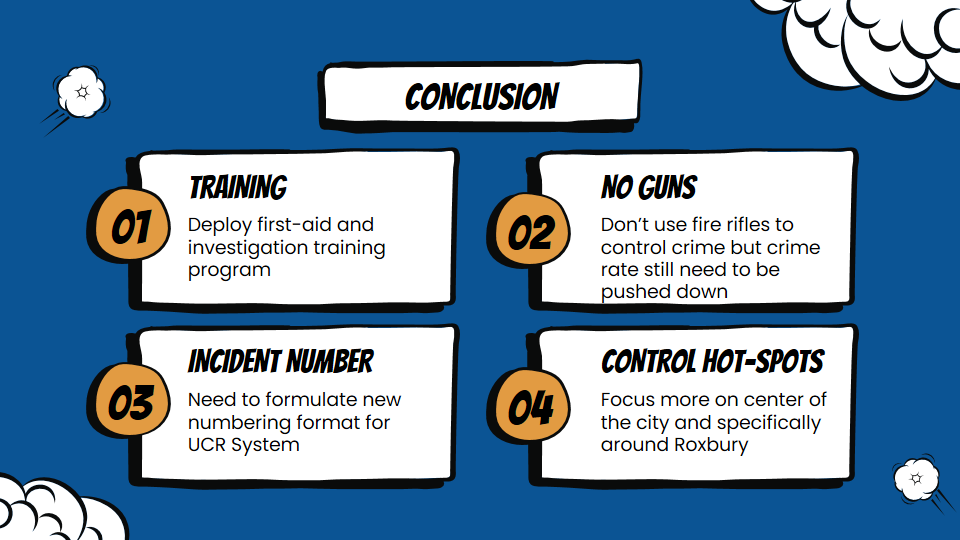 CONCLUSION
01
TRAINING
Deploy first-aid and
investigation training
program
02
NO GUNS
Don’t use fire rifles to
control crime but crime
rate still need to be
pushed down
03
INCIDENT NUMBER
Need to formulate new
numbering format for
UCR System
04
CONTROL HOT-SPOTS
Focus more on center of
the city and specifically
around Roxbury